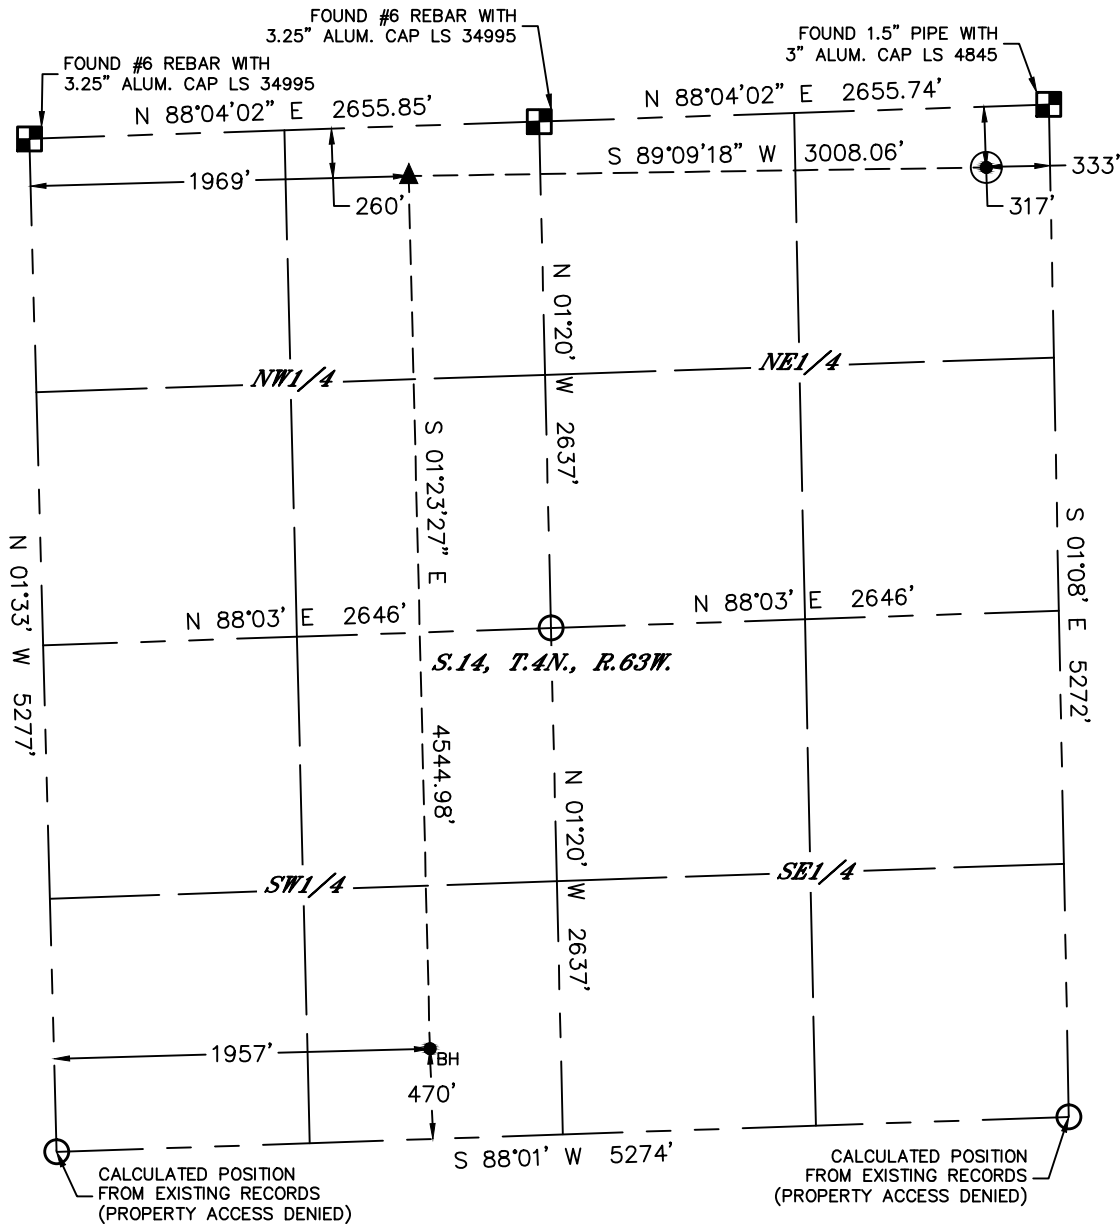 FOUND #6 REBAR WITH
3.25" ALUM. CAP LS 34995
FOUND #6 REBAR WITH
3.25" ALUM. CAP LS 34995
FOUND 1.5" PIPE WITH
3" ALUM. CAP LS 4845
N 88°04'02" E 2655.85'
N 88°04'02" E 2655.74'
S 89°09'18" W 3008.06'
333'
1969'
260'
317'
N 01°20' W 2637'
NW1/4
NE1/4
S 01°23'27" E 4544.98'
N 01°33' W 5277'
S 01°08' E 5272'
N 88°03' E 2646'
N 88°03' E 2646'
S.14, T.4N., R.63W.
N 01°20' W 2637'
SW1/4
SE1/4
1957'
BH
470'
S 88°01' W 5274'
CALCULATED POSITION
FROM EXISTING RECORDS
(PROPERTY ACCESS DENIED)
CALCULATED POSITION
FROM EXISTING RECORDS
(PROPERTY ACCESS DENIED)